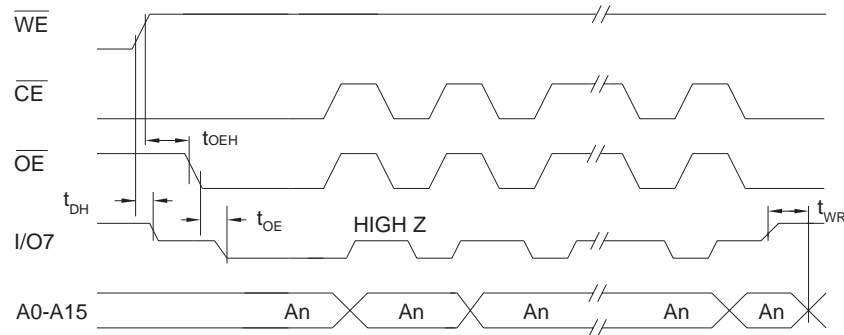 WE
CE
tOEH
OE
tDH
tOE
HIGH Z
tWR
I/O7
A0-A15 An An An An An